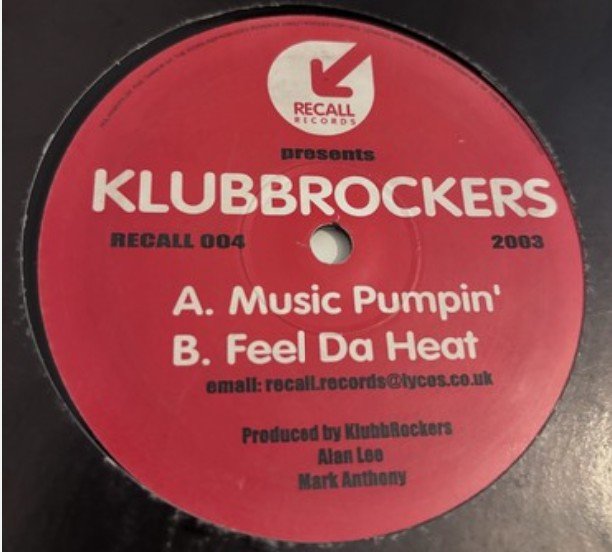 RECALL
RECORDS
presents
KLUBBROCKERS
RECALL 004 2003
A. Music Pumpin'
B. Feel Da Heat
email: recall.records@lycos.co.uk
Produced by KlubbRockers
Alan Lee
Mark Anthony